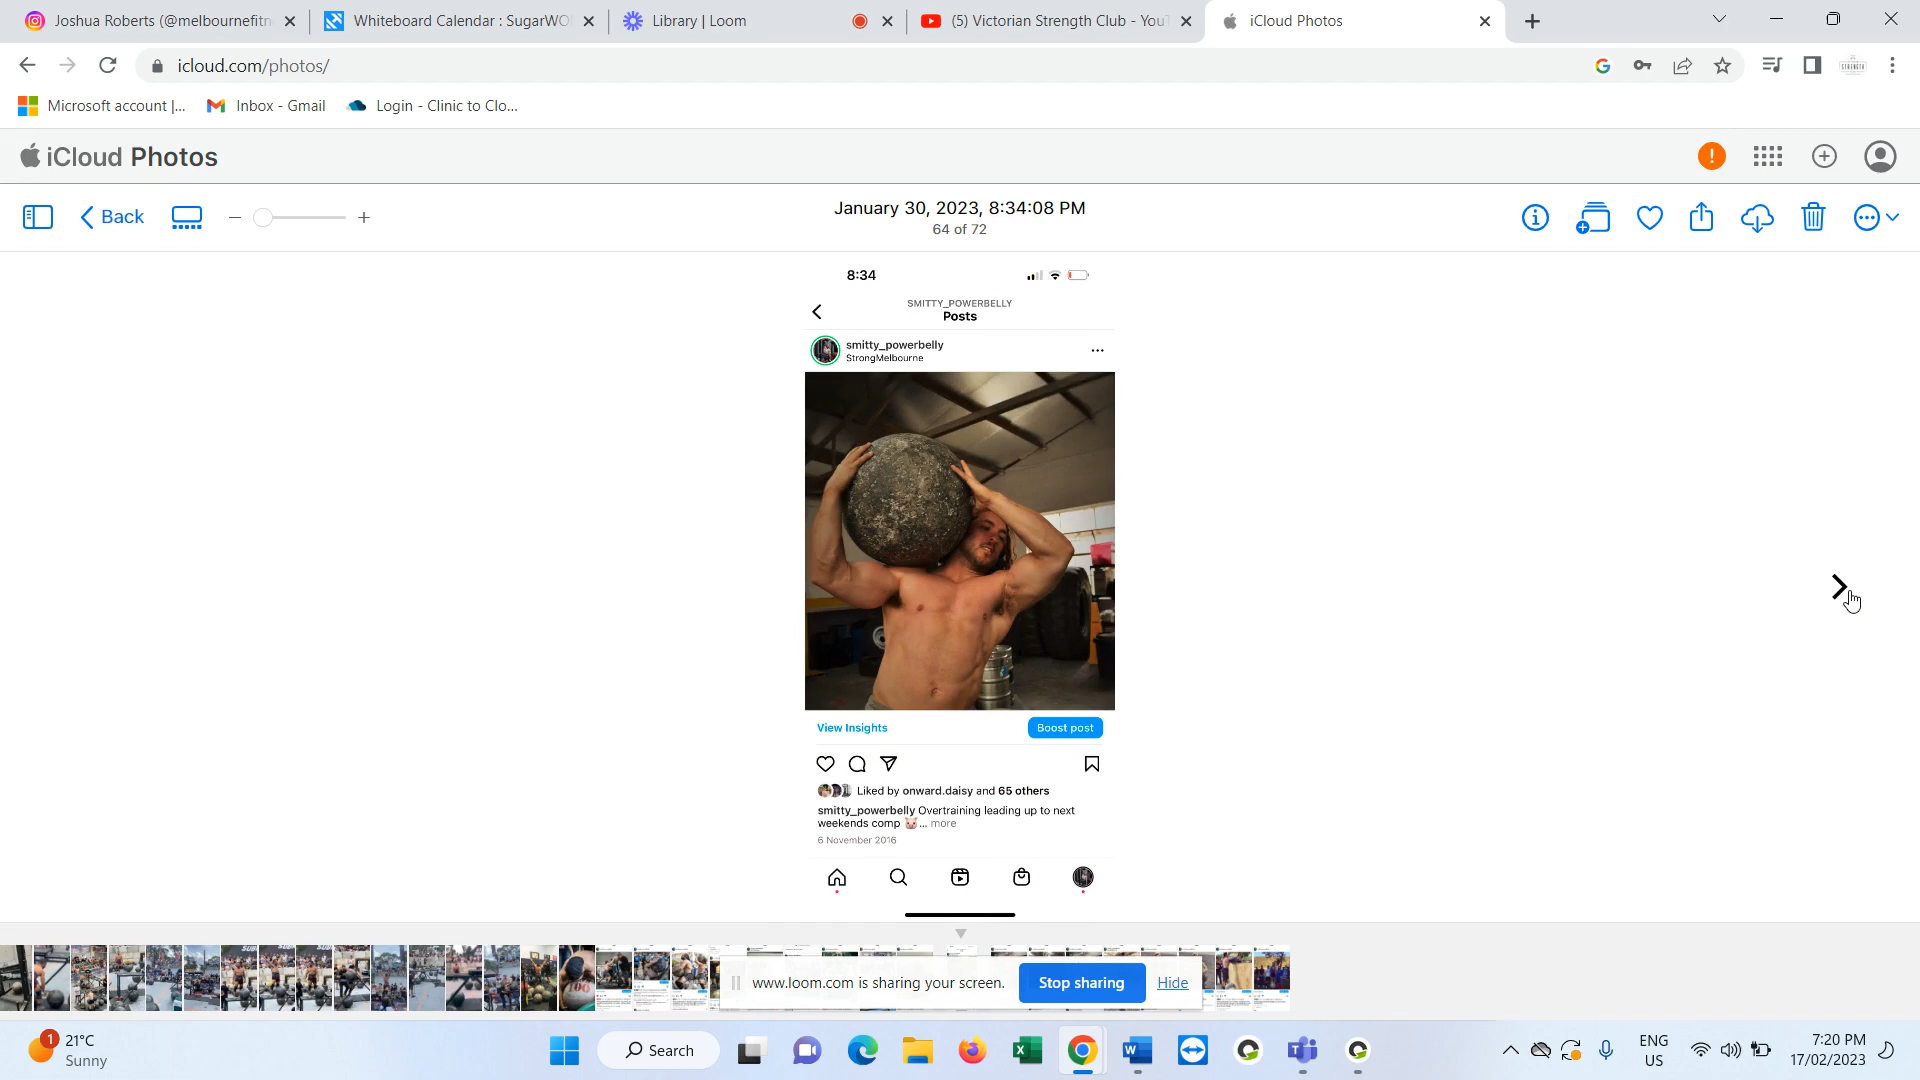 Joshua Roberts (@melbournefitn
Whiteboard Calendar : SugarWO
Library | Loom
(5) Victorian Strength Club - YouT
iCloud Photos
icloud.com/photos/
Microsoft account |...
Inbox - Gmail
Login - Clinic to Clo...
iCloud Photos
Back
January 30, 2023, 8:34:08 PM
64 of 72
8:34
SMITTY_POWERBELLY
Posts
smitty_powerbelly
StrongMelbourne
View Insights
Boost post
Liked by onward.daisy and 65 others
smitty_powerbelly Overtraining leading up to next
weekends comp 🐷... more
6 November 2016
www.loom.com is sharing your screen.
Stop sharing
Hide
1
21°C
Sunny
Search
ENG
US
7:20 PM
17/02/2023